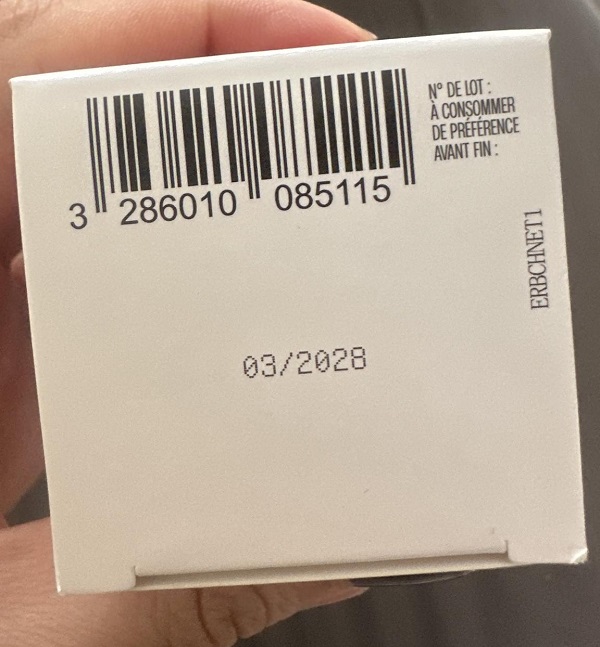 N° DE LOT :
À CONSOMMER
DE PRÉFÉRENCE
AVANT FIN :
3 286010 085115
ERBCHNET1
03/2028